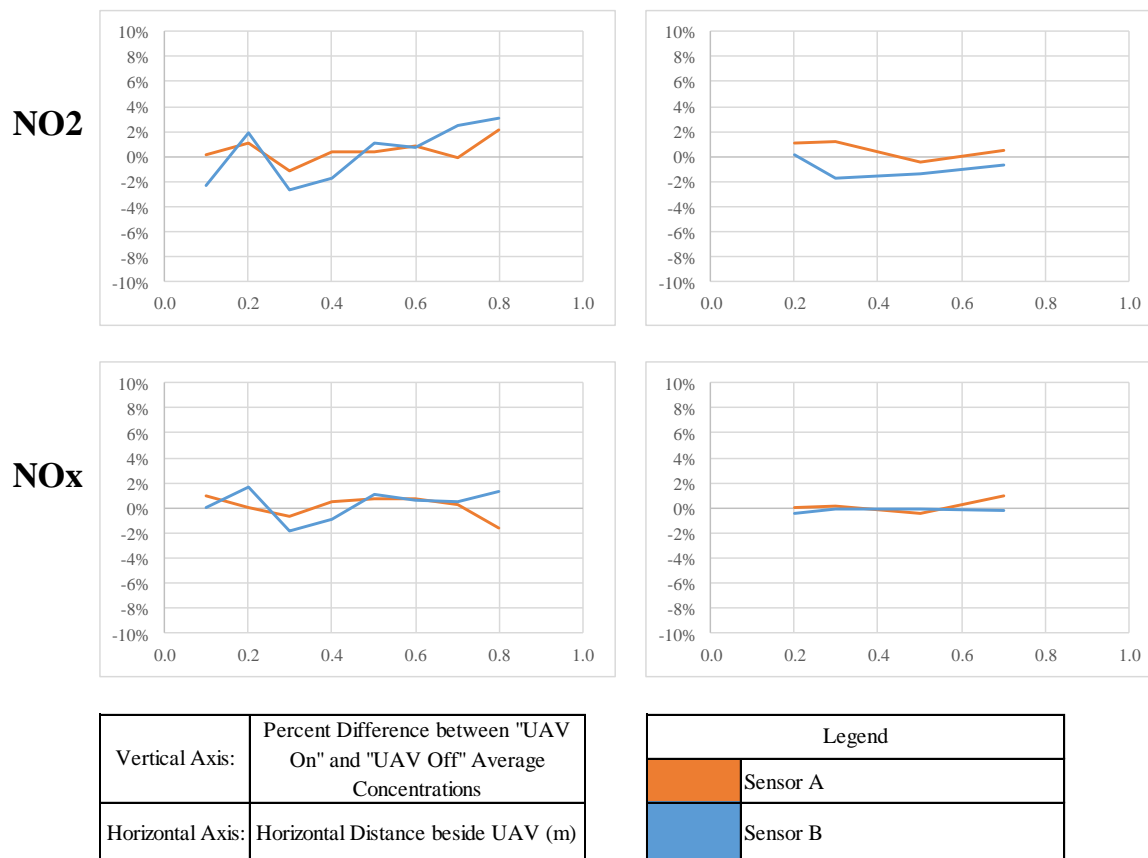 NO2
10%
8%
6%
4%
2%
0%
-2%
-4%
-6%
-8%
-10%
0.0 0.2 0.4 0.6 0.8 1.0
10%
8%
6%
4%
2%
0%
-2%
-4%
-6%
-8%
-10%
0.0 0.2 0.4 0.6 0.8 1.0
NOx
10%
8%
6%
4%
2%
0%
-2%
-4%
-6%
-8%
-10%
0.0 0.2 0.4 0.6 0.8 1.0
10%
8%
6%
4%
2%
0%
-2%
-4%
-6%
-8%
-10%
0.0 0.2 0.4 0.6 0.8 1.0
Vertical Axis:
Percent Difference between "UAV
On" and "UAV Off" Average
Concentrations
Horizontal Axis:
Horizontal Distance beside UAV (m)
Legend
Sensor A
Sensor B